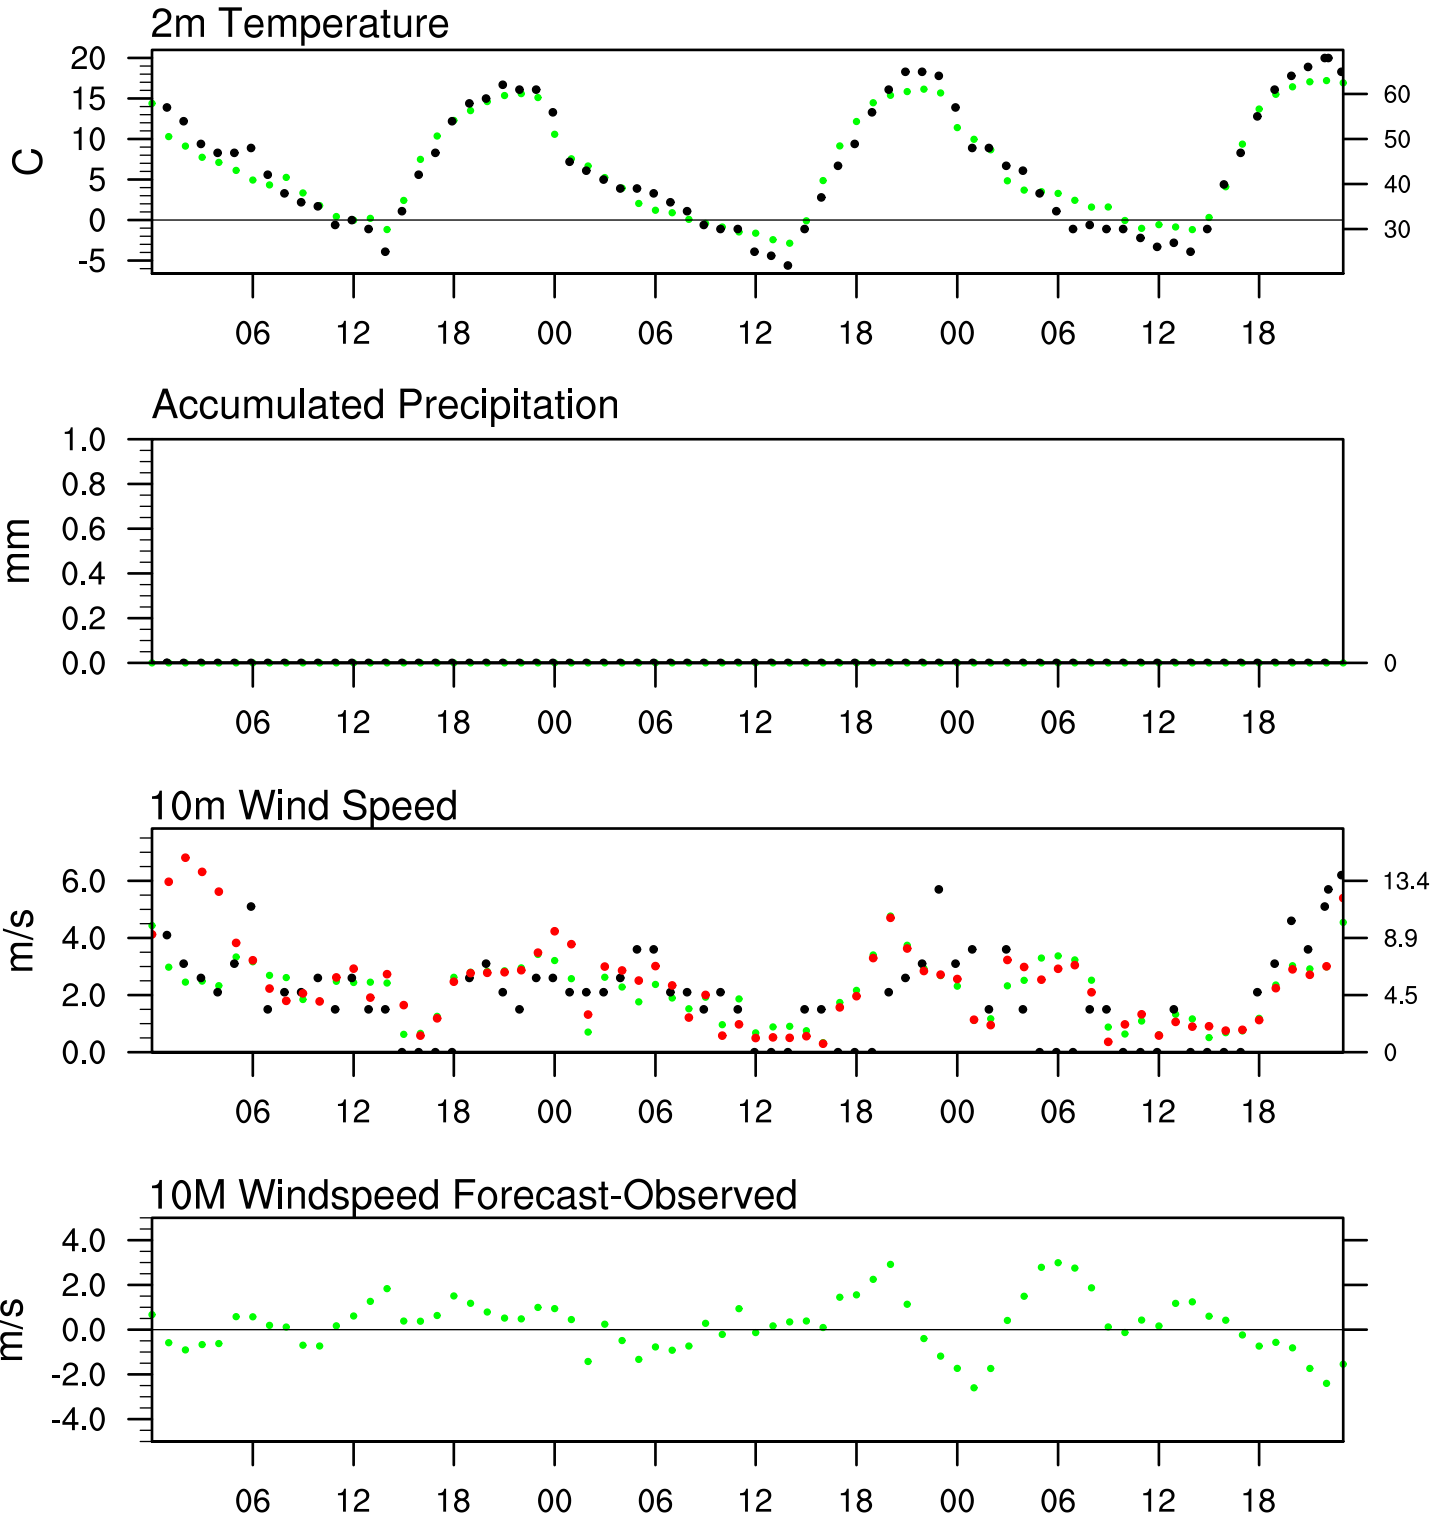 2m Temperature
20
15
10
5
0
-5
60
50
40
30
C
06 12 18 00 06 12 18 00 06 12 18
Accumulated Precipitation
1.0
0.8
0.6
0.4
0.2
0.0
0
mm
06 12 18 00 06 12 18 00 06 12 18
10m Wind Speed
6.0
4.0
2.0
0.0
13.4
8.9
4.5
0
m/s
06 12 18 00 06 12 18 00 06 12 18
10M Windspeed Forecast-Observed
4.0
2.0
0.0
-2.0
-4.0
m/s
06 12 18 00 06 12 18 00 06 12 18